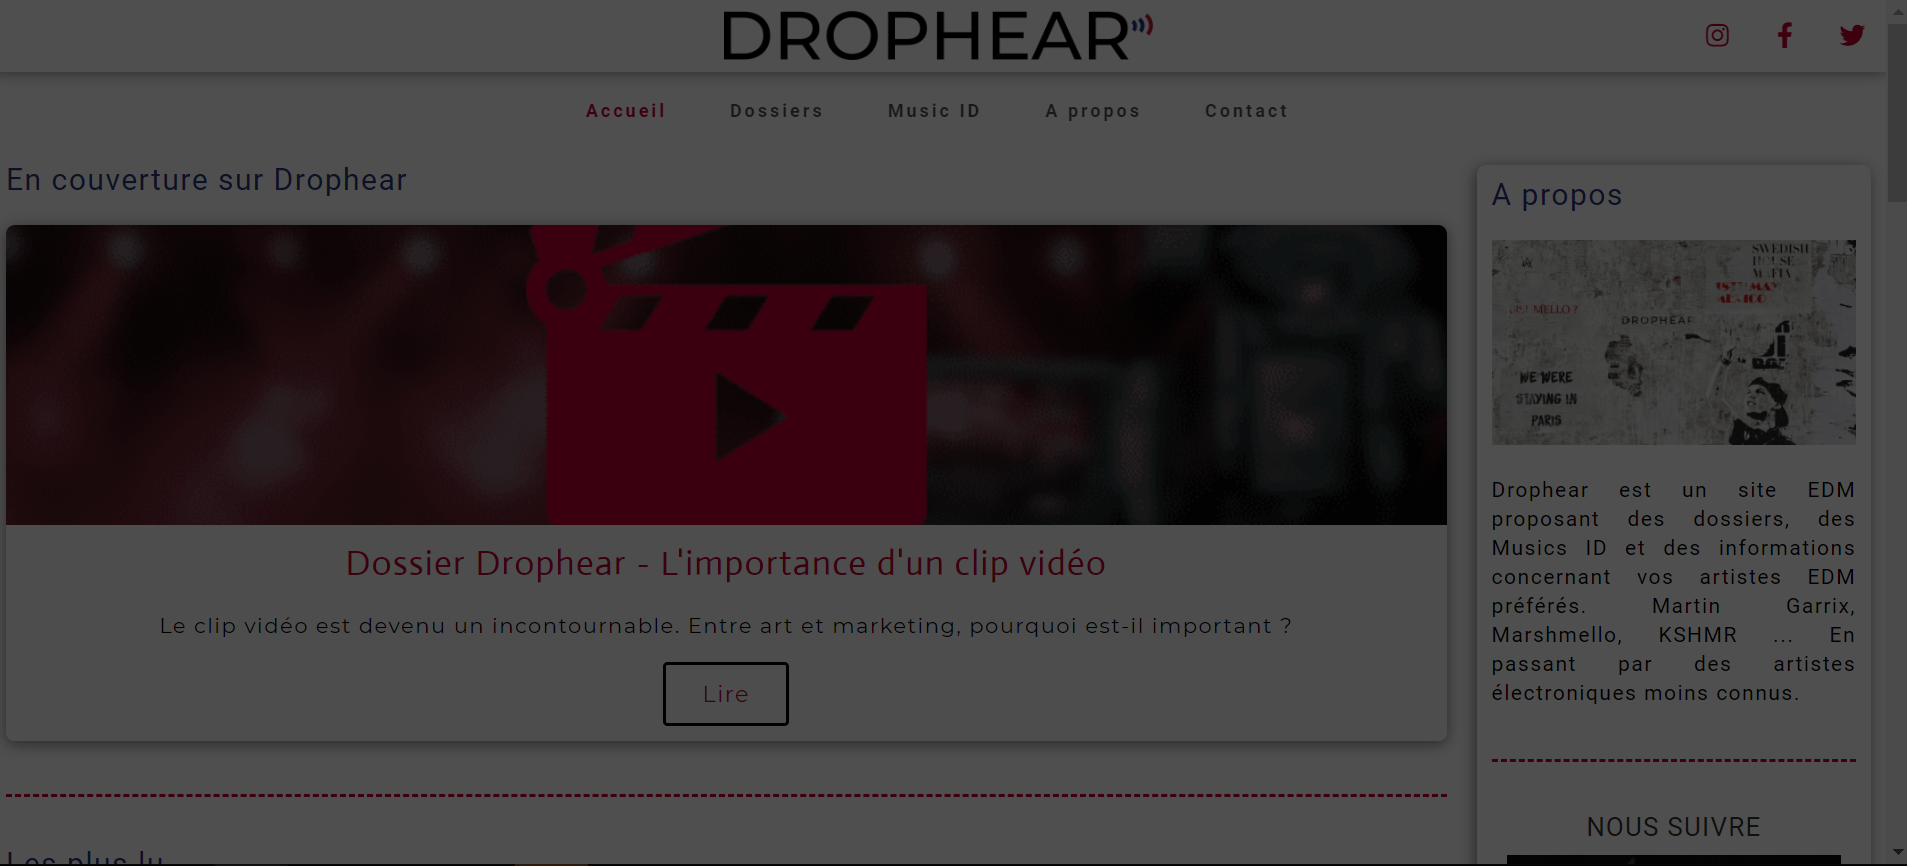 DROPHEAR
Accueil Dossiers Music ID A propos Contact
En couverture sur Drophear
Dossier Drophear - L'importance d'un clip vidéo
Le clip vidéo est devenu un incontournable. Entre art et marketing, pourquoi est-il important ?
Lire
Les plus lu
A propos
SWEDISH
HOUSE
MAFIA
MELLO ?
DROPHEAR
WE WERE
STAYING IN
PARIS
Drophear est un site EDM
proposant des dossiers, des
Musics ID et des informations
concernant vos artistes EDM
préférés. Martin Garrix,
Marshmello, KSHMR ... En
passant par des artistes
électroniques moins connus.
NOUS SUIVRE